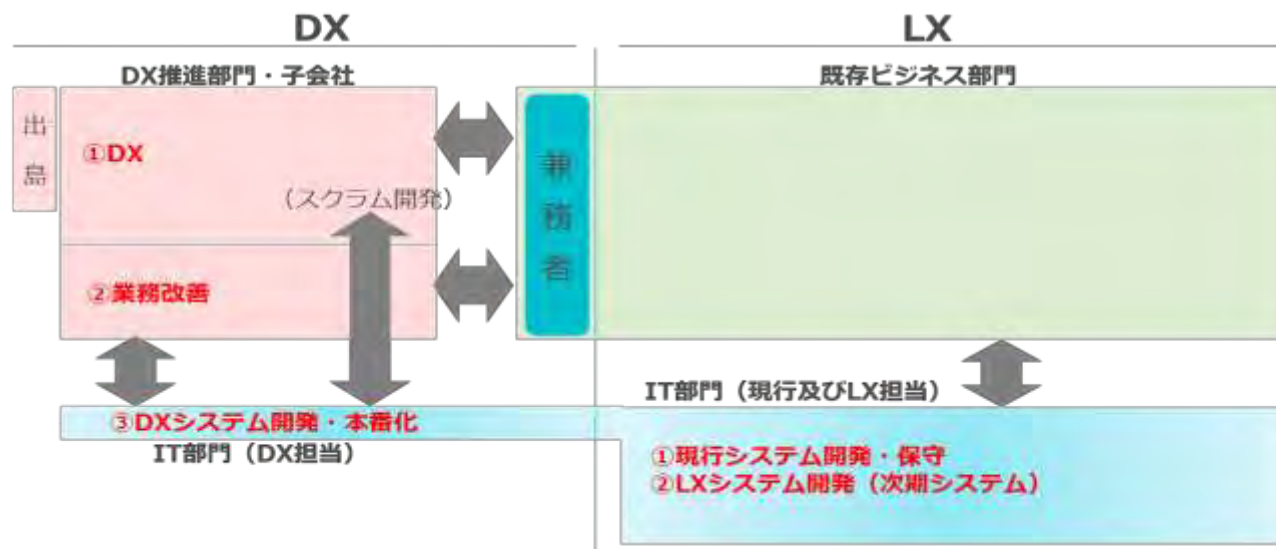 DX
LX
DX推進部門・子会社
既存ビジネス部門
出島
①DX
(スクラム開発)
兼務者
②業務改善
IT部門(現行及びLX担当)
③DXシステム開発・本番化
IT部門(DX担当)
①現行システム開発・保守
②LXシステム開発(次期システム)